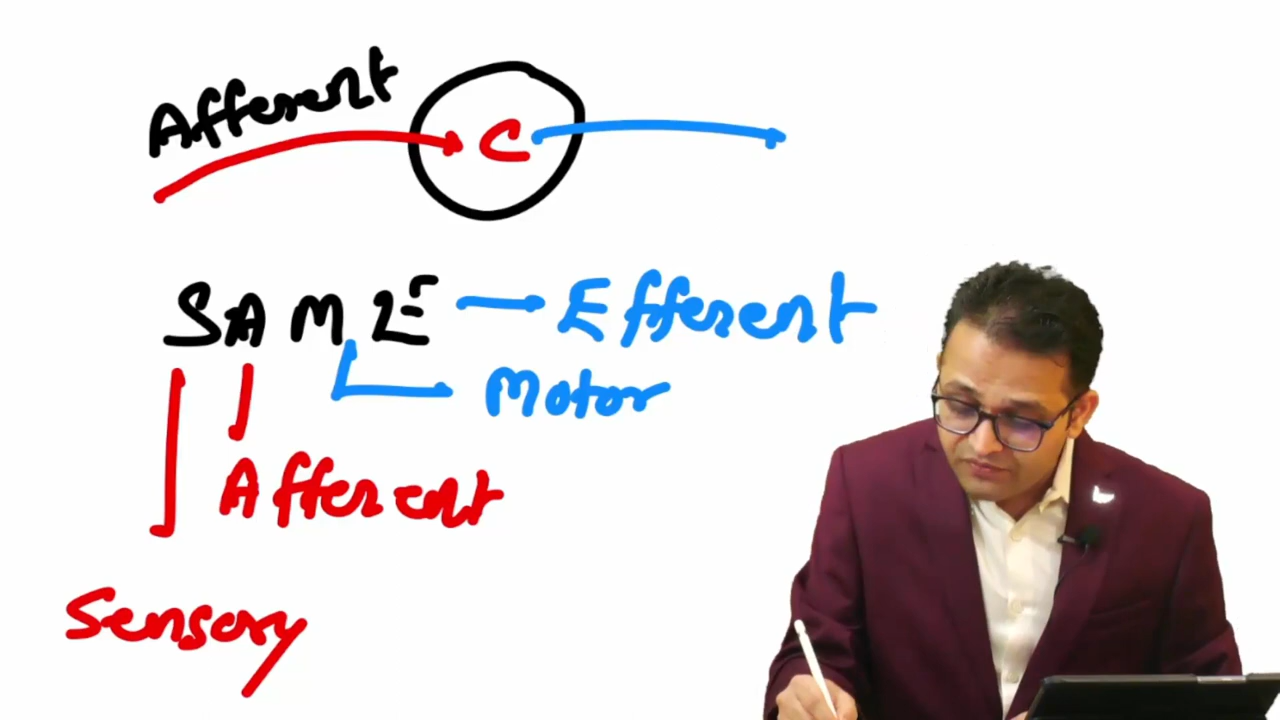 Afferent
C
SAME → Efferent
Motor
Afferent
Sensory